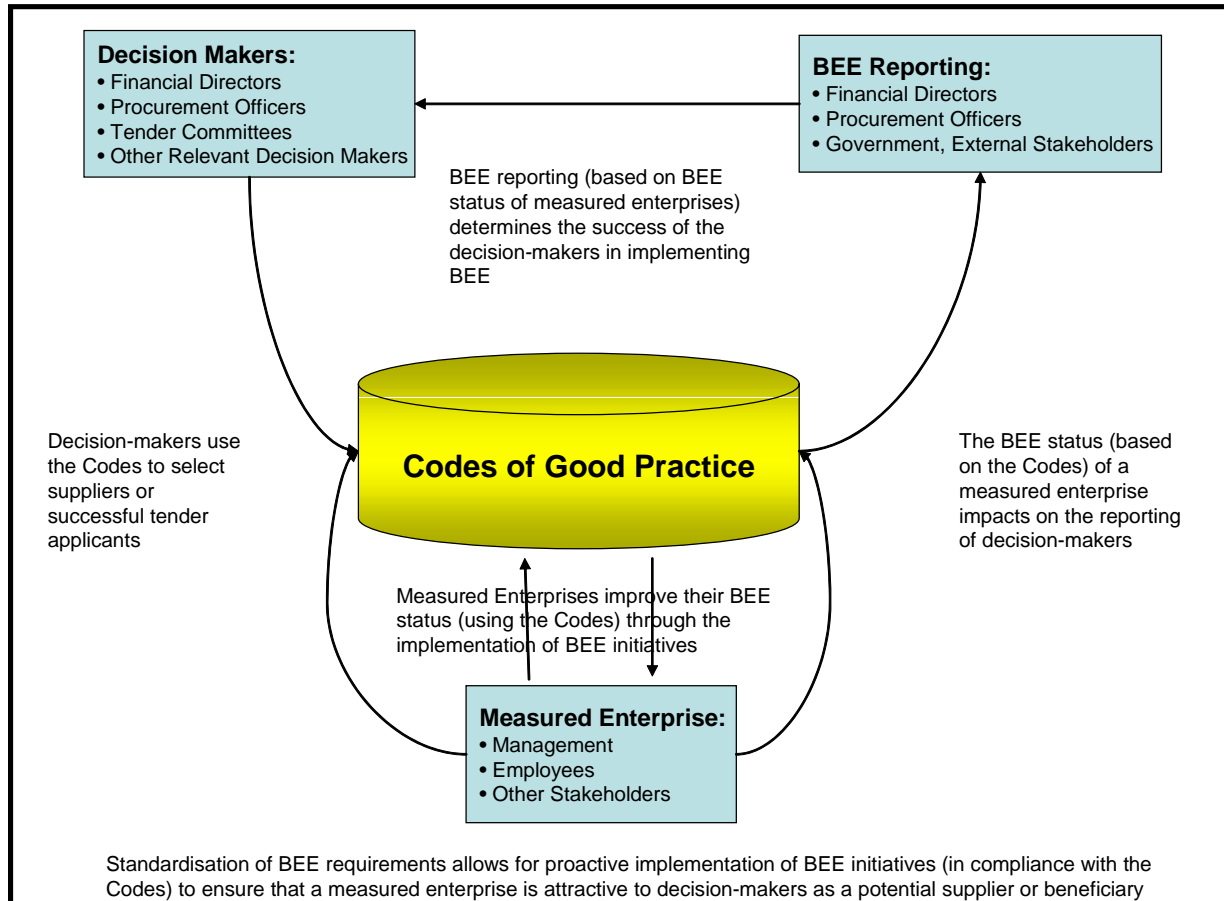 Decision Makers:
• Financial Directors
• Procurement Officers
• Tender Committees
• Other Relevant Decision Makers
BEE Reporting:
• Financial Directors
• Procurement Officers
• Government, External Stakeholders
BEE reporting (based on BEE
status of measured enterprises)
determines the success of the
decision-makers in implementing
BEE
Decision-makers use
the Codes to select
suppliers or
successful tender
applicants
Codes of Good Practice
The BEE status (based
on the Codes) of a
measured enterprise
impacts on the reporting
of decision-makers
Measured Enterprises improve their BEE
status (using the Codes) through the
implementation of BEE initiatives
Measured Enterprise:
• Management
• Employees
• Other Stakeholders
Standardisation of BEE requirements allows for proactive implementation of BEE initiatives (in compliance with the
Codes) to ensure that a measured enterprise is attractive to decision-makers as a potential supplier or beneficiary